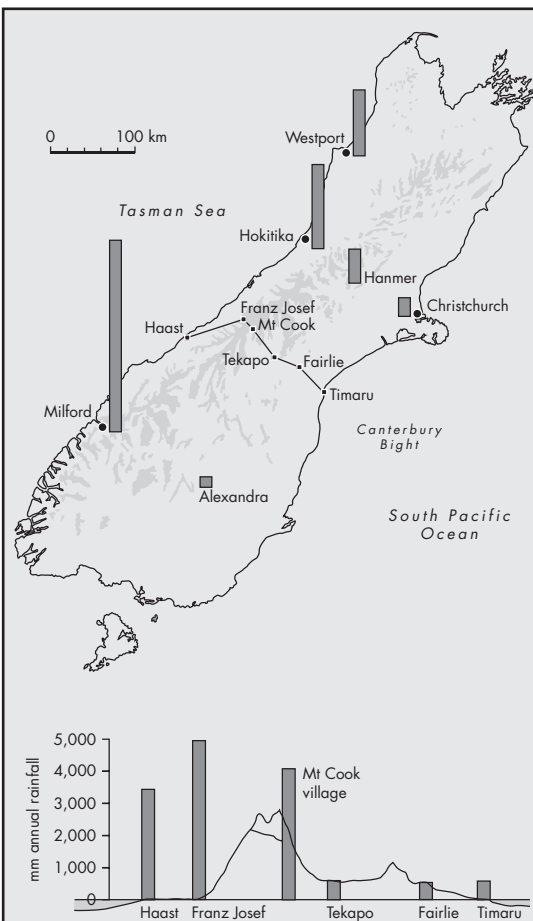 0 100 km
Westport
Tasman Sea
Hokitika
Hanmer
Christchurch
Franz Josef
Mt Cook
Haast
Tekapo
Fairlie
Timaru
Milford
Canterbury
Bight
Alexandra
South Pacific
Ocean
mm annual rainfall
5,000
4,000
3,000
2,000
1,000
0
Mt Cook
village
Haast Franz Josef Tekapo Fairlie Timaru